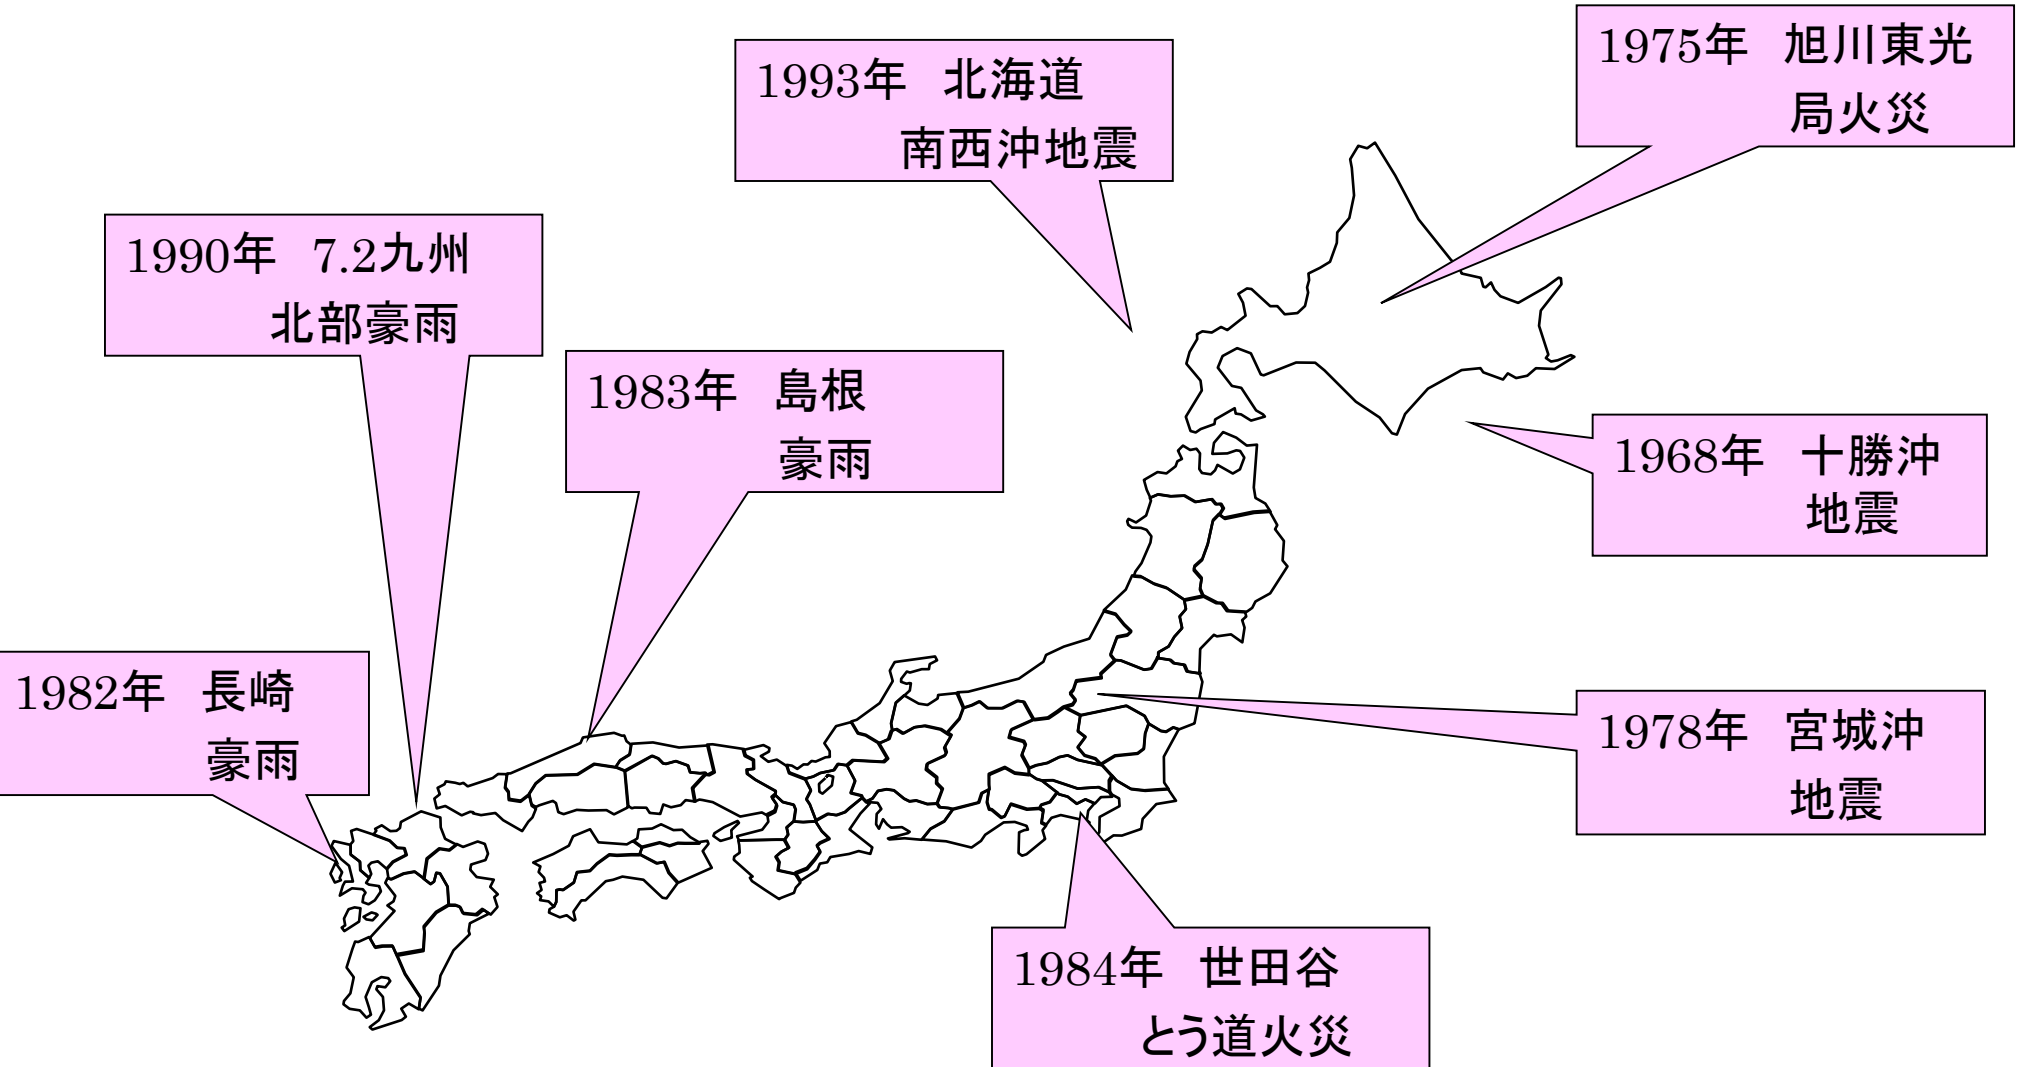 1975年　旭川東光
局火災
1993年　北海道
南西沖地震
1990年　7.2九州
北部豪雨
1983年　島根
豪雨
1968年　十勝沖
地震
1982年　長崎
豪雨
1978年　宮城沖
地震
1984年　世田谷
とう道火災